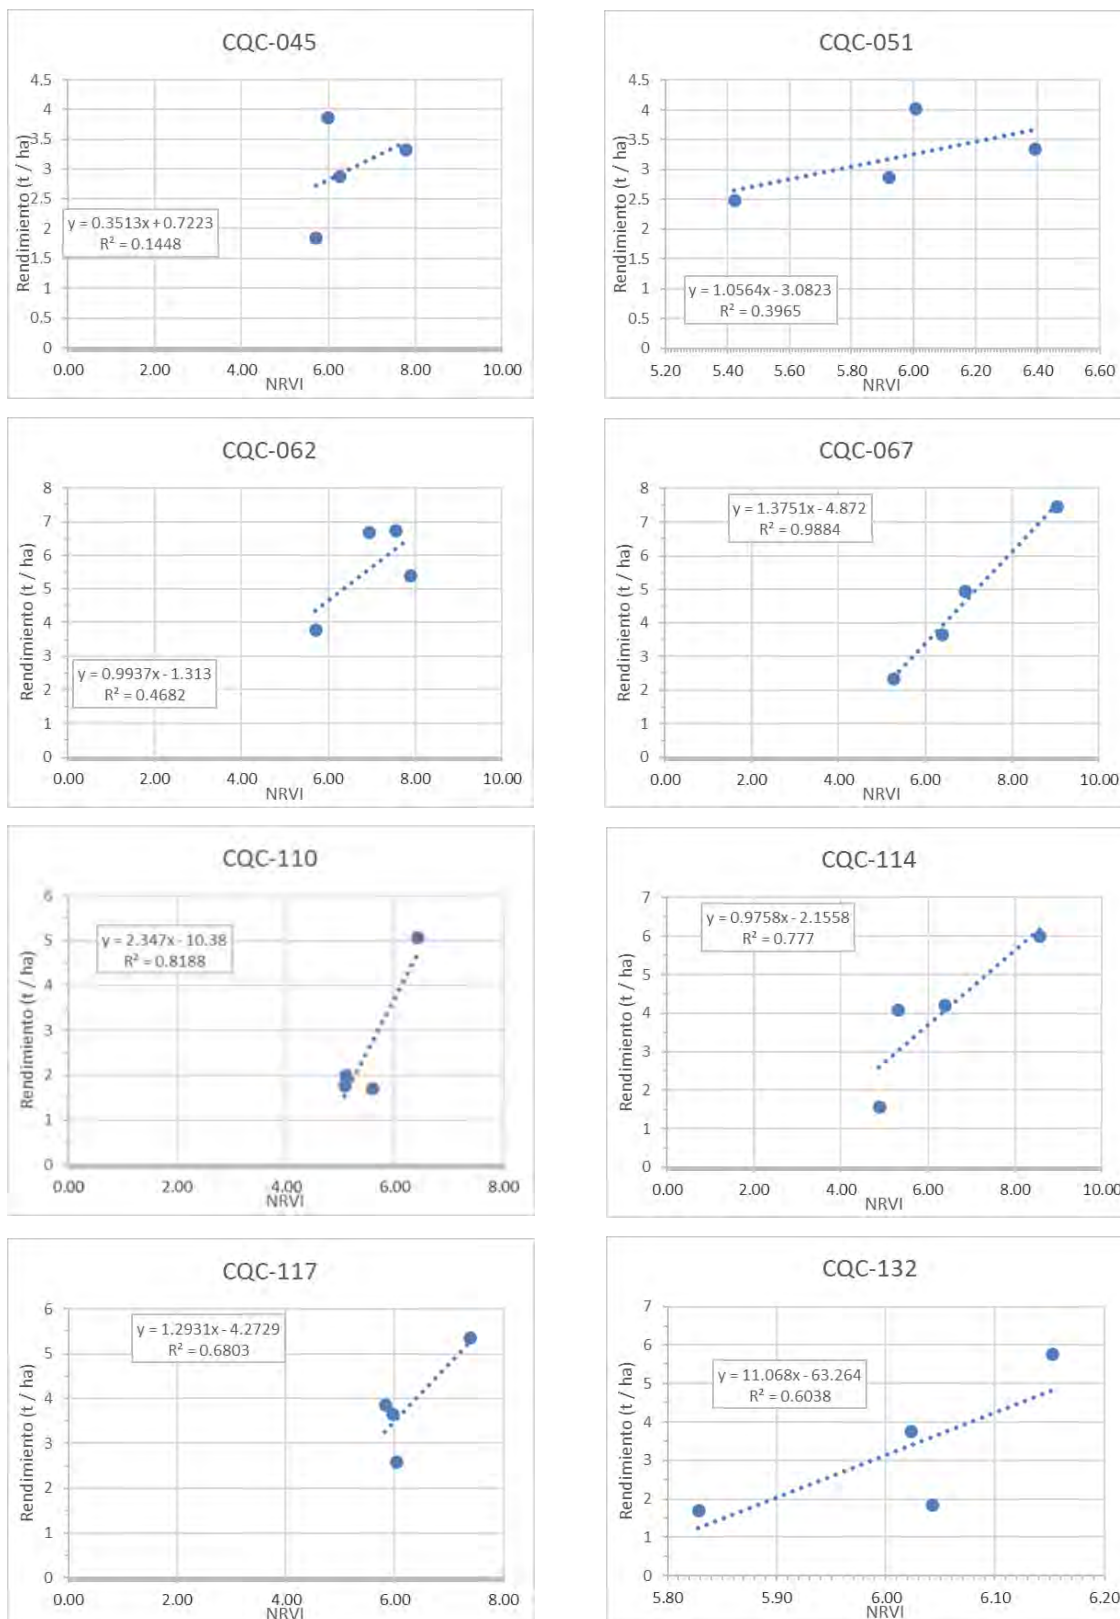 CQC-045
Rendimiento (t / ha)
4.5
4
3.5
3
2.5
2
1.5
1
0.5
0
y = 0.3513x + 0.7223
R² = 0.1448
0.00 2.00 4.00 6.00 8.00 10.00
NRVI
CQC-051
Rendimiento (t / ha)
4.5
4
3.5
3
2.5
2
1.5
1
0.5
0
y = 1.0564x - 3.0823
R² = 0.3965
5.20 5.40 5.60 5.80 6.00 6.20 6.40 6.60
NRVI
CQC-062
Rendimiento (t / ha)
8
7
6
5
4
3
2
1
0
y = 0.9937x - 1.313
R² = 0.4682
0.00 2.00 4.00 6.00 8.00 10.00
NRVI
CQC-067
Rendimiento (t / ha)
8
7
6
5
4
3
2
1
0
y = 1.3751x - 4.872
R² = 0.9884
0.00 2.00 4.00 6.00 8.00 10.00
NRVI
CQC-110
Rendimiento (t / ha)
6
5
4
3
2
1
0
y = 2.347x - 10.38
R² = 0.8188
0.00 2.00 4.00 6.00 8.00
NRVI
CQC-114
Rendimiento (t / ha)
7
6
5
4
3
2
1
0
y = 0.9758x - 2.1558
R² = 0.777
0.00 2.00 4.00 6.00 8.00 10.00
NRVI
CQC-117
Rendimiento (t / ha)
6
5
4
3
2
1
0
y = 1.2931x - 4.2729
R² = 0.6803
0.00 2.00 4.00 6.00 8.00
NRVI
CQC-132
Rendimiento (t / ha)
7
6
5
4
3
2
1
0
y = 11.068x - 63.264
R² = 0.6038
5.80 5.90 6.00 6.10 6.20
NRVI